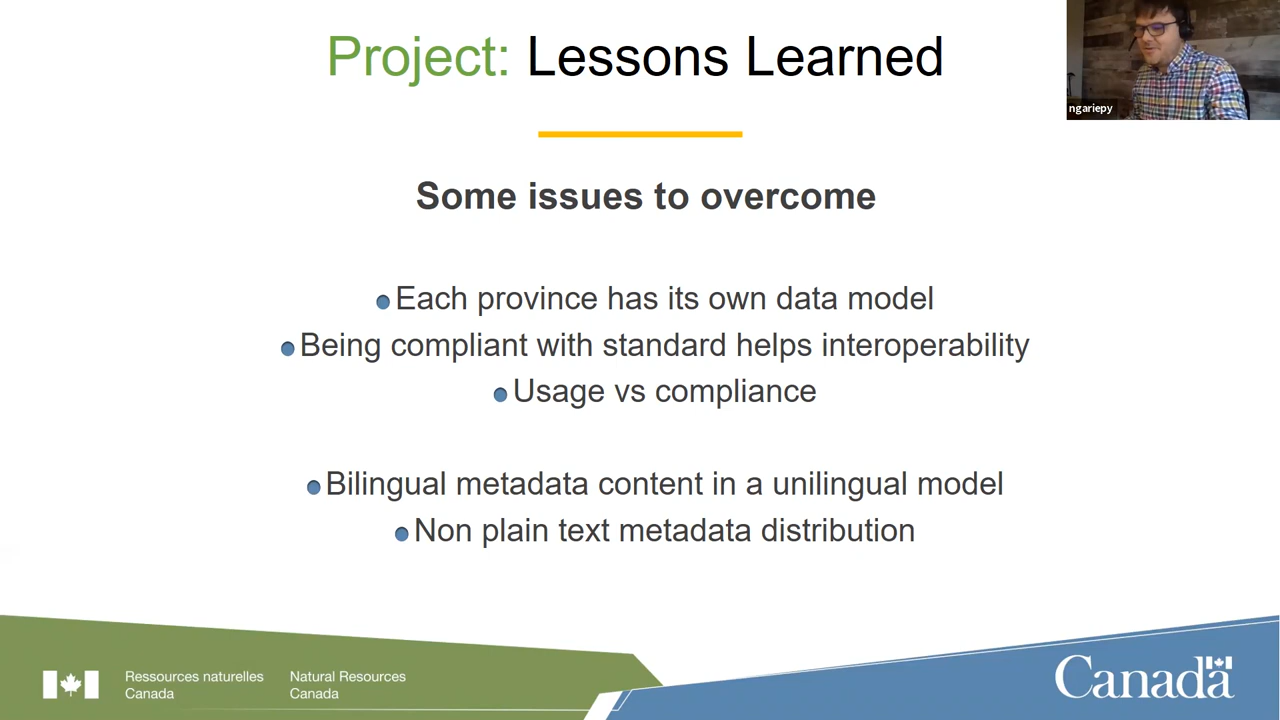 Project: Lessons Learned
ngariepy
Some issues to overcome
Each province has its own data model
Being compliant with standard helps interoperability
Usage vs compliance
Bilingual metadata content in a unilingual model
Non plain text metadata distribution
Ressources naturelles
Canada
Natural Resources
Canada
Canada